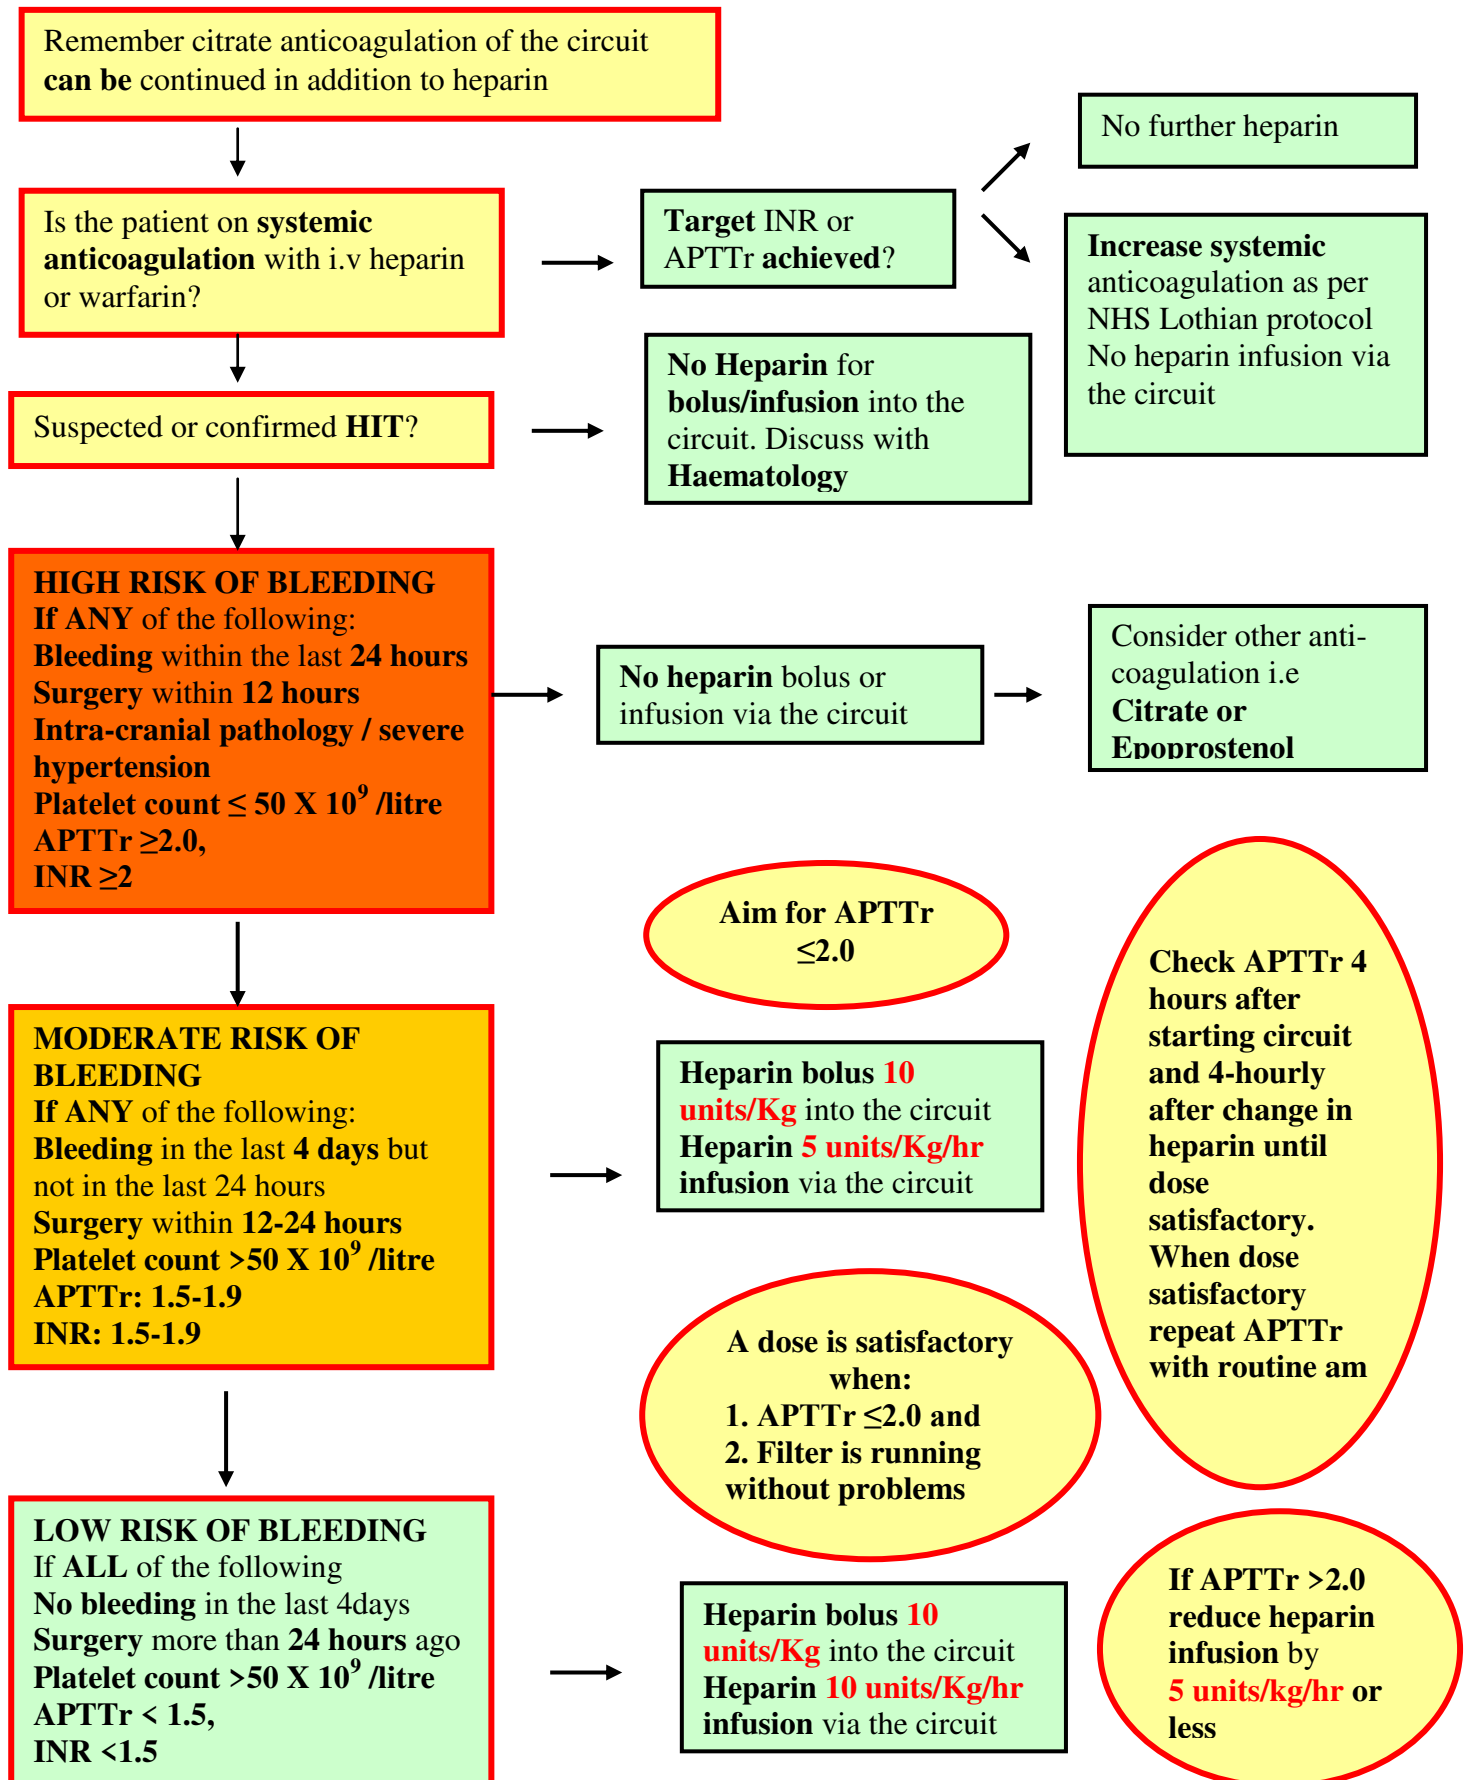 Remember citrate anticoagulation of the circuit
can be continued in addition to heparin
Is the patient on systemic
anticoagulation with i.v heparin
or warfarin?
Target INR or
APTTr achieved?
No further heparin
Increase systemic
anticoagulation as per
NHS Lothian protocol
No heparin infusion via
the circuit
Suspected or confirmed HIT?
No Heparin for
bolus/infusion into the
circuit. Discuss with
Haematology
HIGH RISK OF BLEEDING
If ANY of the following:
Bleeding within the last 24 hours
Surgery within 12 hours
Intra-cranial pathology / severe
hypertension
Platelet count ≤ 50 X 10⁹ /litre
APTTr ≥2.0,
INR ≥2
No heparin bolus or
infusion via the circuit
Consider other anti-
coagulation i.e
Citrate or
Epoprostenol
Aim for APTTr
≤2.0
Check APTTr 4
hours after
starting circuit
and 4-hourly
after change in
heparin until
dose
satisfactory.
When dose
satisfactory
repeat APTTr
with routine am
MODERATE RISK OF
BLEEDING
If ANY of the following:
Bleeding in the last 4 days but
not in the last 24 hours
Surgery within 12-24 hours
Platelet count >50 X 10⁹ /litre
APTTr: 1.5-1.9
INR: 1.5-1.9
Heparin bolus 10
units/Kg into the circuit
Heparin 5 units/Kg/hr
infusion via the circuit
A dose is satisfactory
when:
1. APTTr ≤2.0 and
2. Filter is running
without problems
LOW RISK OF BLEEDING
If ALL of the following
No bleeding in the last 4days
Surgery more than 24 hours ago
Platelet count >50 X 10⁹ /litre
APTTr < 1.5,
INR <1.5
Heparin bolus 10
units/Kg into the circuit
Heparin 10 units/Kg/hr
infusion via the circuit
If APTTr >2.0
reduce heparin
infusion by
5 units/kg/hr or
less